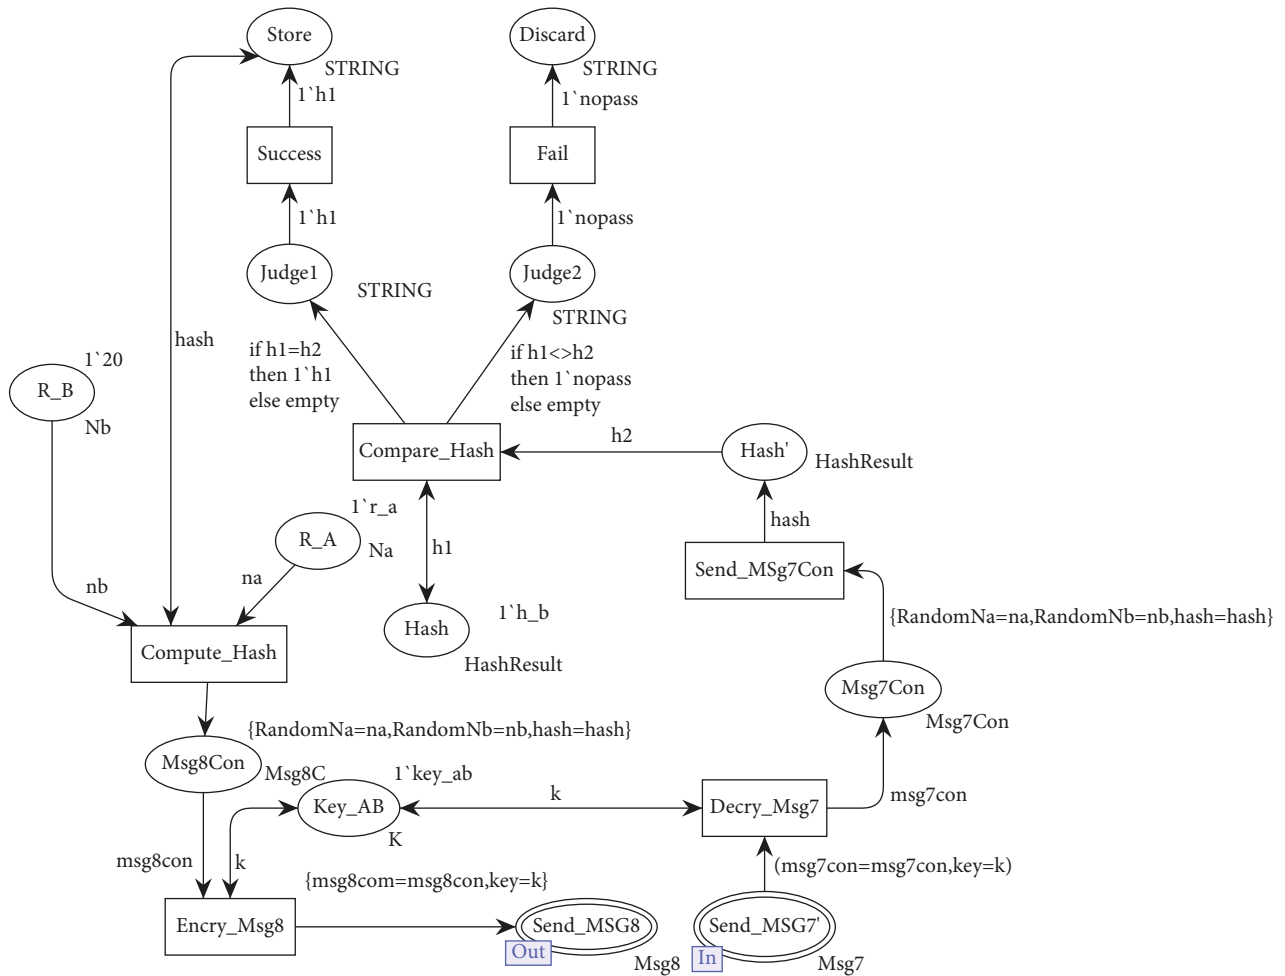 Store
STRING
1`h1
Success
1`h1
Judge1
STRING
Discard
STRING
1`nopass
Fail
1`nopass
Judge2
STRING
hash
if h1=h2
then 1`h1
else empty
if h1<>h2
then 1`nopass
else empty
1`20
R_B
Nb
nb
Compare_Hash
h2
Hash'
HashResult
hash
1`r_a
R_A
Na
na
h1
1`h_b
Hash
HashResult
Send_MSg7Con
{RandomNa=na,RandomNb=nb,hash=hash}
Compute_Hash
Msg7Con
Msg7Con
{RandomNa=na,RandomNb=nb,hash=hash}
Msg8Con
Msg8C
1`key_ab
Key_AB
K
k
Decry_Msg7
msg7con
msg8con
k
{msg8com=msg8con,key=k}
(msg7con=msg7con,key=k)
Encry_Msg8
Send_MSG8
Out
Msg8
Send_MSG7'
In
Msg7